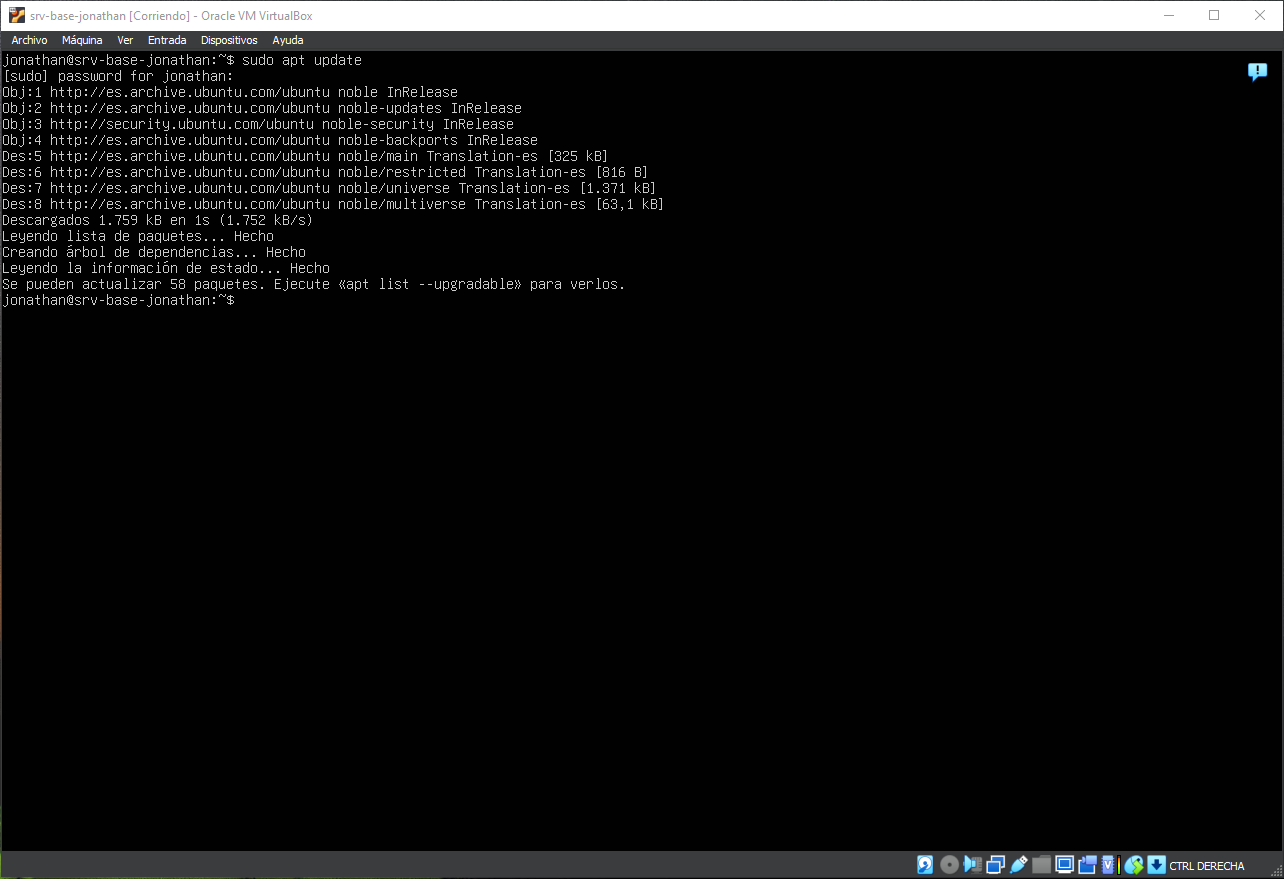 srv-base-jonathan [Corriendo] - Oracle VM VirtualBox
Archivo Máquina Ver Entrada Dispositivos Ayuda
jonathan@srv-base-jonathan:~$ sudo apt update
[sudo] password for jonathan:
Obj:1 http://es.archive.ubuntu.com/ubuntu noble InRelease
Obj:2 http://es.archive.ubuntu.com/ubuntu noble-updates InRelease
Obj:3 http://security.ubuntu.com/ubuntu noble-security InRelease
Obj:4 http://es.archive.ubuntu.com/ubuntu noble-backports InRelease
Des:5 http://es.archive.ubuntu.com/ubuntu noble/main Translation-es [325 kB]
Des:6 http://es.archive.ubuntu.com/ubuntu noble/restricted Translation-es [816 B]
Des:7 http://es.archive.ubuntu.com/ubuntu noble/universe Translation-es [1.371 kB]
Des:8 http://es.archive.ubuntu.com/ubuntu noble/multiverse Translation-es [63,1 kB]
Descargados 1.759 kB en 1s (1.752 kB/s)
Leyendo lista de paquetes... Hecho
Creando árbol de dependencias... Hecho
Leyendo la información de estado... Hecho
Se pueden actualizar 58 paquetes. Ejecute «apt list --upgradable» para verlos.
jonathan@srv-base-jonathan:~$
CTRL DERECHA